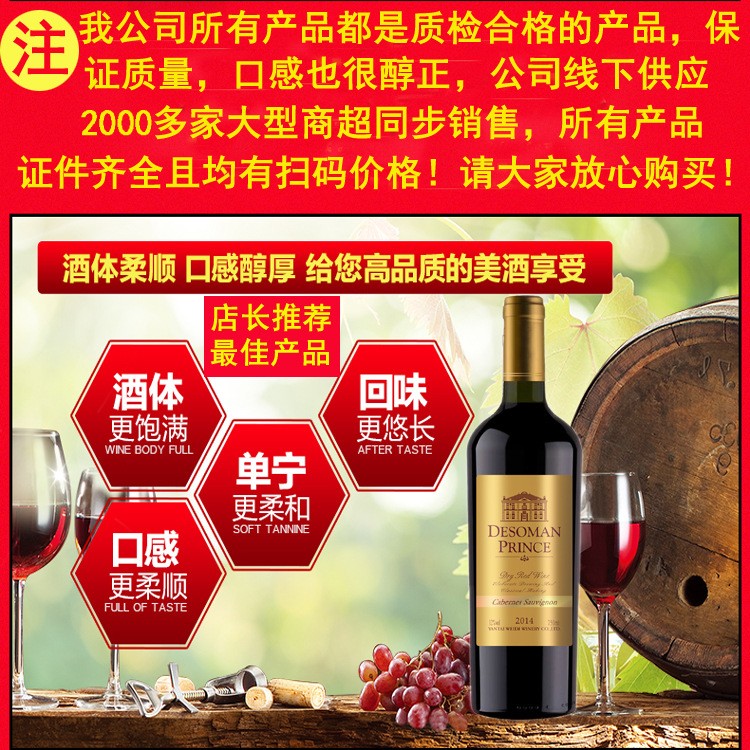 注
我公司所有产品都是质检合格的产品，保
证质量，口感也很醇正，公司线下供应
2000多家大型商超同步销售，所有产品
证件齐全且均有扫码价格！请大家放心购买！
酒体柔顺 口感醇厚 给您高品质的美酒享受
店长推荐
最佳产品
酒体
更饱满
WINE BODY FULL
回味
更悠长
AFTER TASTE
单宁
更柔和
SOFT TANNINE
口感
更柔顺
FULL OF TASTE
DESOMAN
PRINCE
Dry Red Wine
Cabernet Sauvignon
2014